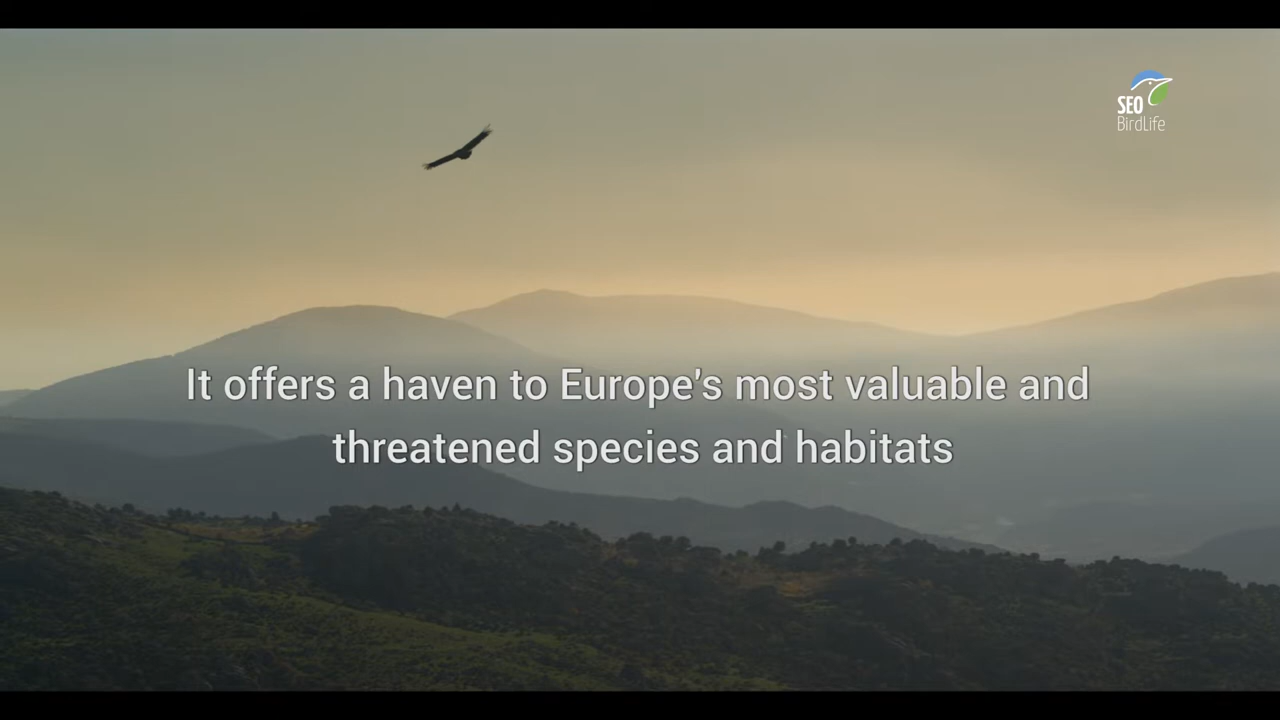 SEO
BirdLife
It offers a haven to Europe's most valuable and
threatened species and habitats